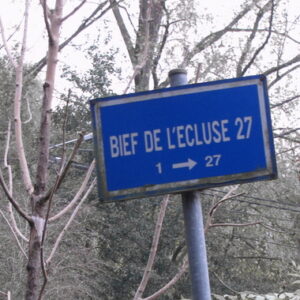 BIEF DE L'ECLUSE 27
1 → 27